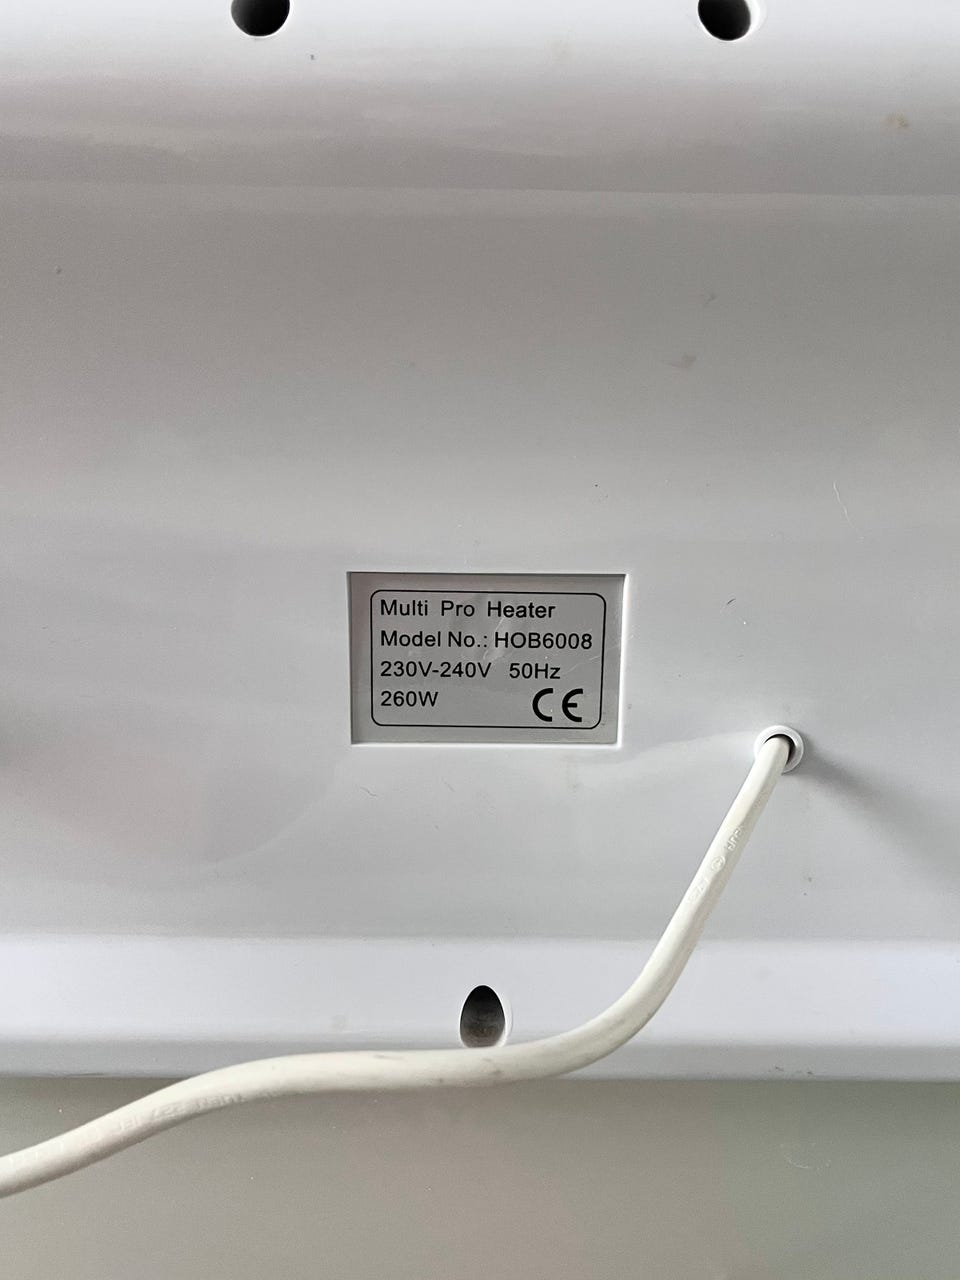 Multi Pro Heater
Model No.: HOB6008
230V-240V 50Hz
260W CE